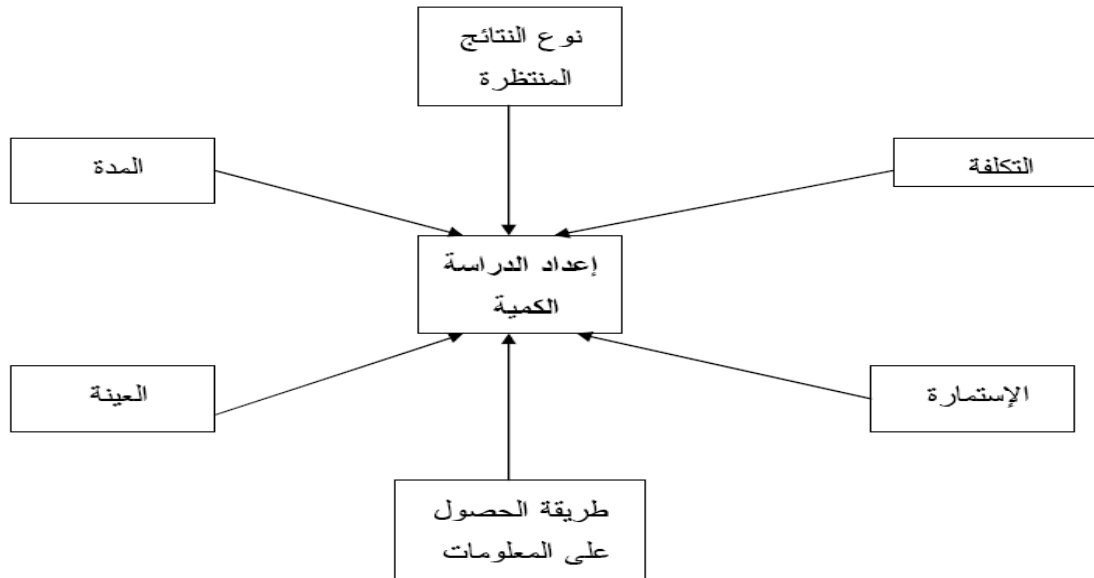 نوع النتائج
المنتظرة
التكلفة
المدة
إعداد الدراسة
الكمية
الإستمارة
العينة
طريقة الحصول
على المعلومات